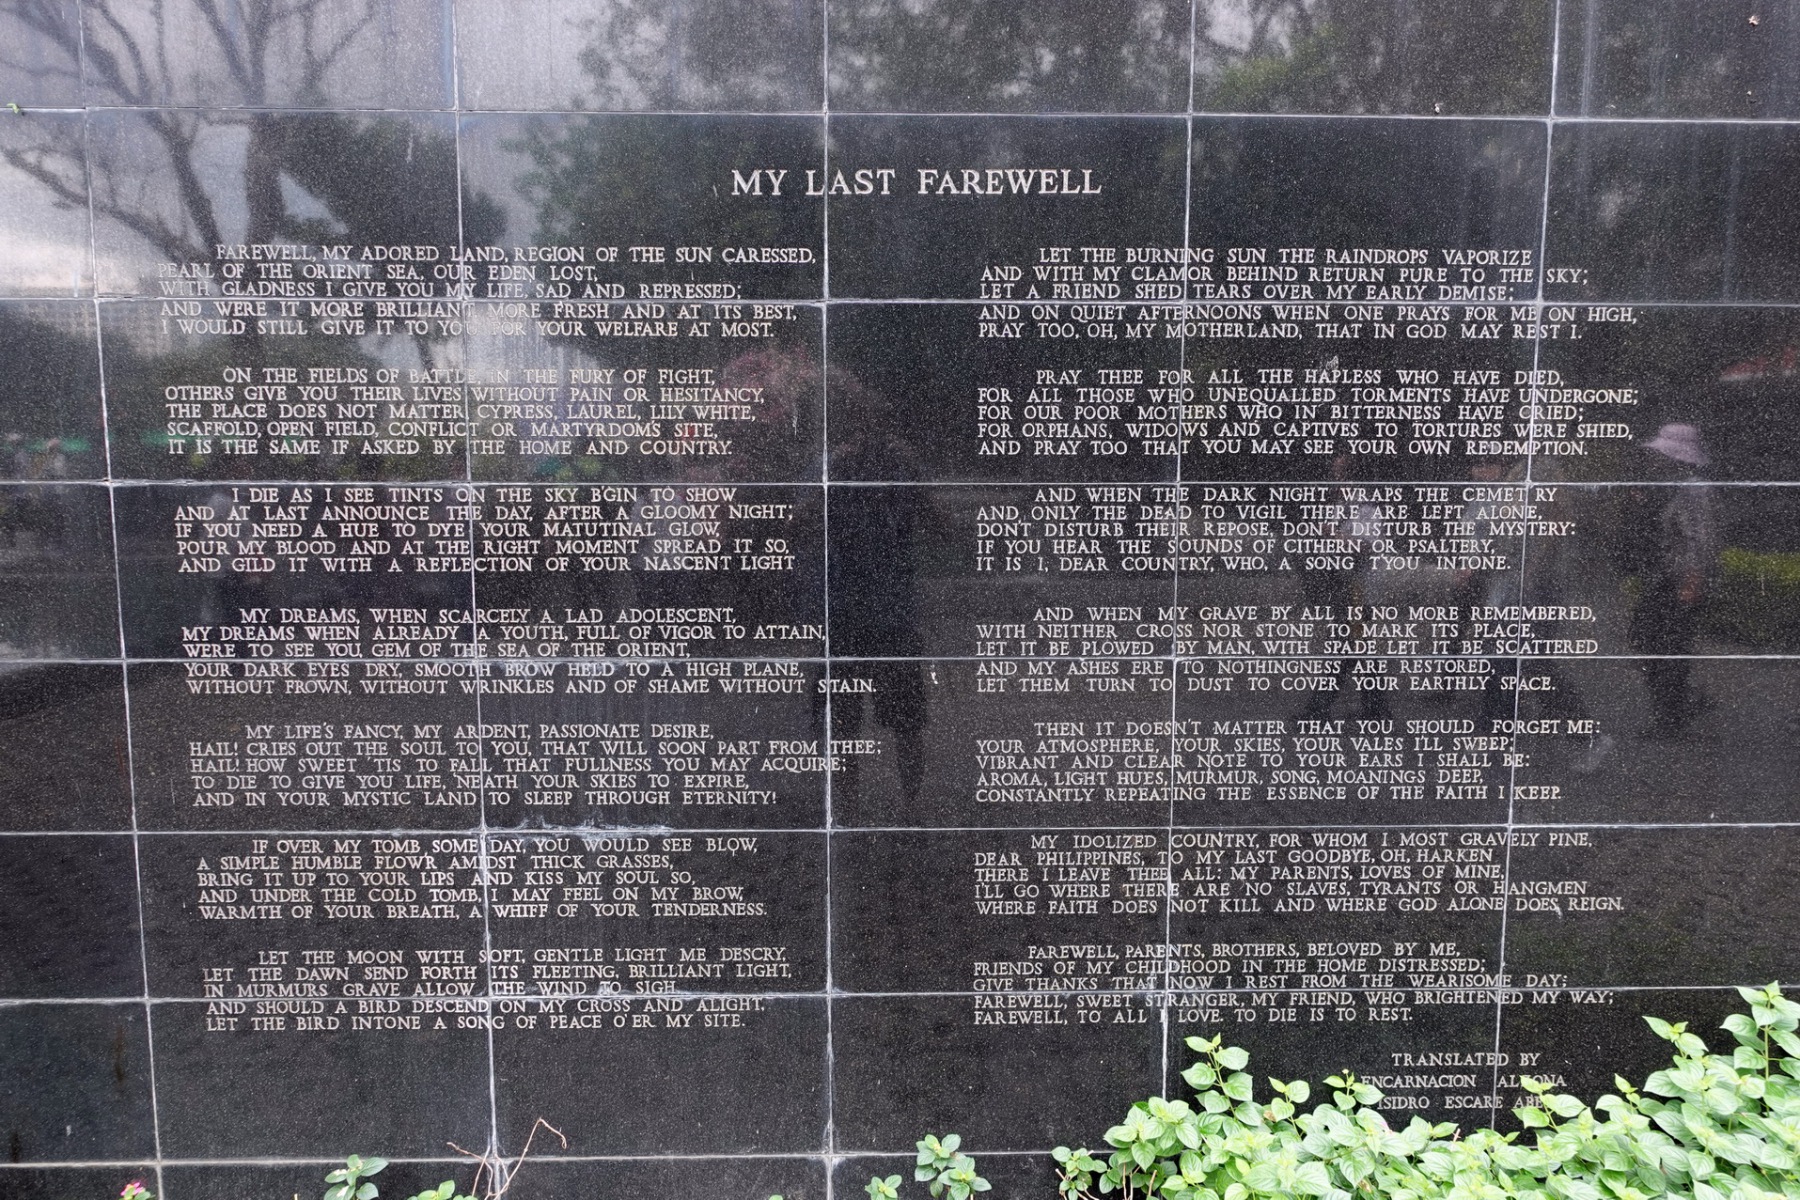 MY LAST FAREWELL
FAREWELL, MY ADORED LAND, REGION OF THE SUN CARESSED,
PEARL OF THE ORIENT SEA, OUR EDEN LOST,
WITH GLADNESS I GIVE YOU MY LIFE, SAD AND REPRESSED;
AND WERE IT MORE BRILLIANT, MORE FRESH AND AT ITS BEST,
I WOULD STILL GIVE IT TO YOU FOR YOUR WELFARE AT MOST.
ON THE FIELDS OF BATTLE, IN THE FURY OF FIGHT,
OTHERS GIVE YOU THEIR LIVES WITHOUT PAIN OR HESITANCY,
THE PLACE DOES NOT MATTER CYPRESS, LAUREL, LILY WHITE,
SCAFFOLD, OPEN FIELD, CONFLICT OR MARTYRDOM'S SITE,
IT IS THE SAME IF ASKED BY THE HOME AND COUNTRY.
I DIE AS I SEE TINTS ON THE SKY B'GIN TO SHOW
AND AT LAST ANNOUNCE THE DAY, AFTER A GLOOMY NIGHT;
IF YOU NEED A HUE TO DYE YOUR MATUTINAL GLOW,
POUR MY BLOOD AND AT THE RIGHT MOMENT SPREAD IT SO,
AND GILD IT WITH A REFLECTION OF YOUR NASCENT LIGHT
MY DREAMS, WHEN SCARCELY A LAD ADOLESCENT,
MY DREAMS WHEN ALREADY A YOUTH, FULL OF VIGOR TO ATTAIN,
WERE TO SEE YOU, GEM OF THE SEA OF THE ORIENT,
YOUR DARK EYES DRY, SMOOTH BROW HELD TO A HIGH PLANE,
WITHOUT FROWN, WITHOUT WRINKLES AND OF SHAME WITHOUT STAIN.
MY LIFE'S FANCY, MY ARDENT, PASSIONATE DESIRE,
HAIL! CRIES OUT THE SOUL TO YOU, THAT WILL SOON PART FROM THEE;
HAIL! HOW SWEET 'TIS TO FALL THAT FULLNESS YOU MAY ACQUIRE;
TO DIE TO GIVE YOU LIFE, 'NEATH YOUR SKIES TO EXPIRE,
AND IN YOUR MYSTIC LAND TO SLEEP THROUGH ETERNITY!
IF OVER MY TOMB SOME DAY, YOU WOULD SEE BLOW,
A SIMPLE HUMBLE FLOW'R AMIDST THICK GRASSES,
BRING IT UP TO YOUR LIPS AND KISS MY SOUL SO,
AND UNDER THE COLD TOMB, I MAY FEEL ON MY BROW,
WARMTH OF YOUR BREATH, A WHIFF OF YOUR TENDERNESS.
LET THE MOON WITH SOFT, GENTLE LIGHT ME DESCRY,
LET THE DAWN SEND FORTH ITS FLEETING, BRILLIANT LIGHT,
IN MURMURS GRAVE ALLOW THE WIND TO SIGH,
AND SHOULD A BIRD DESCEND ON MY CROSS AND ALIGHT,
LET THE BIRD INTONE A SONG OF PEACE O'ER MY SITE.
LET THE BURNING SUN THE RAINDROPS VAPORIZE
AND WITH MY CLAMOR BEHIND RETURN PURE TO THE SKY;
LET A FRIEND SHED TEARS OVER MY EARLY DEMISE;
AND ON QUIET AFTERNOONS WHEN ONE PRAYS FOR ME ON HIGH,
PRAY TOO, OH, MY MOTHERLAND, THAT IN GOD MAY REST I.
PRAY THEE FOR ALL THE HAPLESS WHO HAVE DIED,
FOR ALL THOSE WHO UNEQUALLED TORMENTS HAVE UNDERGONE;
FOR OUR POOR MOTHERS WHO IN BITTERNESS HAVE CRIED;
FOR ORPHANS, WIDOWS AND CAPTIVES TO TORTURES WERE SHIED,
AND PRAY TOO THAT YOU MAY SEE YOUR OWN REDEMPTION.
AND WHEN THE DARK NIGHT WRAPS THE CEMET'RY
AND ONLY THE DEAD TO VIGIL THERE ARE LEFT ALONE,
DON'T DISTURB THEIR REPOSE, DON'T DISTURB THE MYSTERY:
IF YOU HEAR THE SOUNDS OF CITHERN OR PSALTERY,
IT IS I, DEAR COUNTRY, WHO, A SONG T'YOU INTONE.
AND WHEN MY GRAVE BY ALL IS NO MORE REMEMBERED,
WITH NEITHER CROSS NOR STONE TO MARK ITS PLACE,
LET IT BE PLOWED BY MAN, WITH SPADE LET IT BE SCATTERED
AND MY ASHES ERE TO NOTHINGNESS ARE RESTORED,
LET THEM TURN TO DUST TO COVER YOUR EARTHLY SPACE.
THEN IT DOESN'T MATTER THAT YOU SHOULD FORGET ME:
YOUR ATMOSPHERE, YOUR SKIES, YOUR VALES I'LL SWEEP;
VIBRANT AND CLEAR NOTE TO YOUR EARS I SHALL BE:
AROMA, LIGHT HUES, MURMUR, SONG, MOANINGS DEEP,
CONSTANTLY REPEATING THE ESSENCE OF THE FAITH I KEEP.
MY IDOLIZED COUNTRY, FOR WHOM I MOST GRAVELY PINE,
DEAR PHILIPPINES, TO MY LAST GOODBYE, OH, HARKEN
THERE I LEAVE THEE ALL: MY PARENTS, LOVES OF MINE,
I'LL GO WHERE THERE ARE NO SLAVES, TYRANTS OR HANGMEN
WHERE FAITH DOES NOT KILL AND WHERE GOD ALONE DOES REIGN.
FAREWELL, PARENTS, BROTHERS, BELOVED BY ME,
FRIENDS OF MY CHILDHOOD IN THE HOME DISTRESSED;
GIVE THANKS THAT NOW I REST FROM THE WEARISOME DAY;
FAREWELL, SWEET STRANGER, MY FRIEND, WHO BRIGHTENED MY WAY;
FAREWELL, TO ALL I LOVE. TO DIE IS TO REST.
TRANSLATED BY
ENCARNACION ALZONA
ISIDRO ESCARE